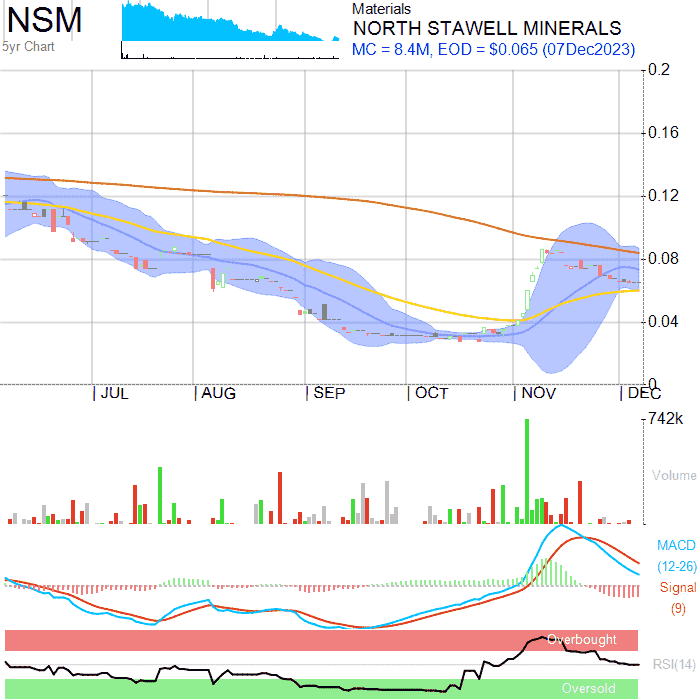 NSM
5yr Chart
Materials
NORTH STAWELL MINERALS
MC = 8.4M, EOD = $0.065 (07Dec2023)
0.2
0.16
0.12
0.08
0.04
0
JUL AUG SEP OCT NOV DEC
742k
Volume
MACD
(12-26)
Signal
(9)
Overbought
RSI(14)
Oversold